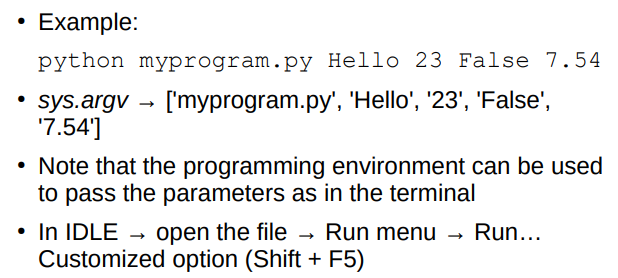 • Example:
python myprogram.py Hello 23 False 7.54
• sys.argv → ['myprogram.py', 'Hello', '23', 'False',
'7.54']
• Note that the programming environment can be used
to pass the parameters as in the terminal
• In IDLE → open the file → Run menu → Run…
Customized option (Shift + F5)